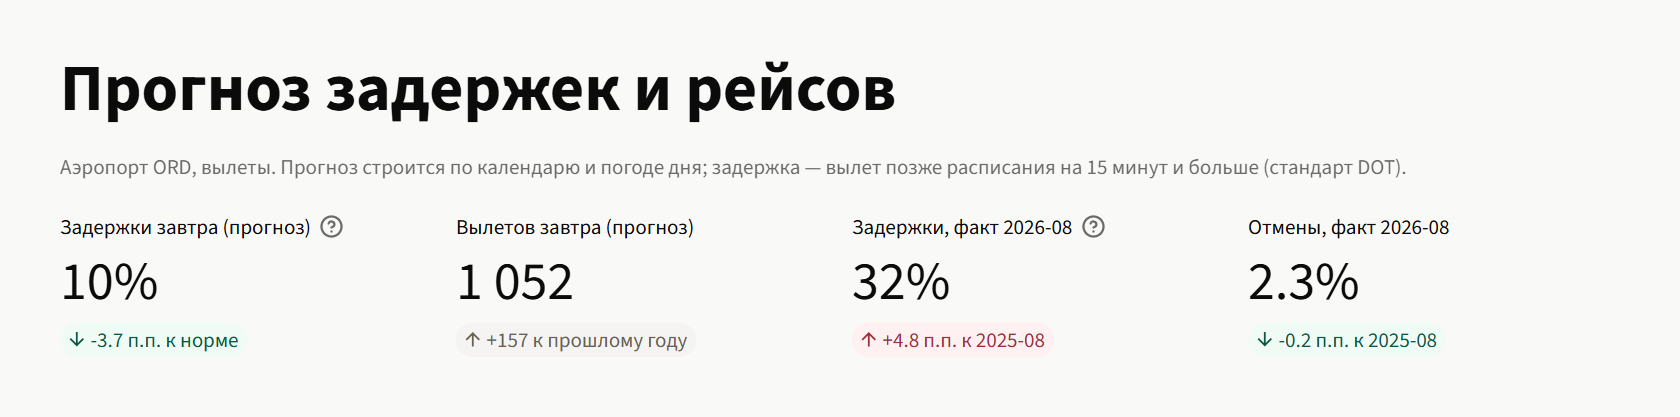 Прогноз задержек и рейсов
Аэропорт ORD, вылеты. Прогноз строится по календарю и погоде дня; задержка — вылет позже расписания на 15 минут и больше (стандарт DOT).
Задержки завтра (прогноз)
10%
↓ -3.7 п.п. к норме
Вылетов завтра (прогноз)
1 052
↑ +157 к прошлому году
Задержки, факт 2026-08
32%
↑ +4.8 п.п. к 2025-08
Отмены, факт 2026-08
2.3%
↓ -0.2 п.п. к 2025-08